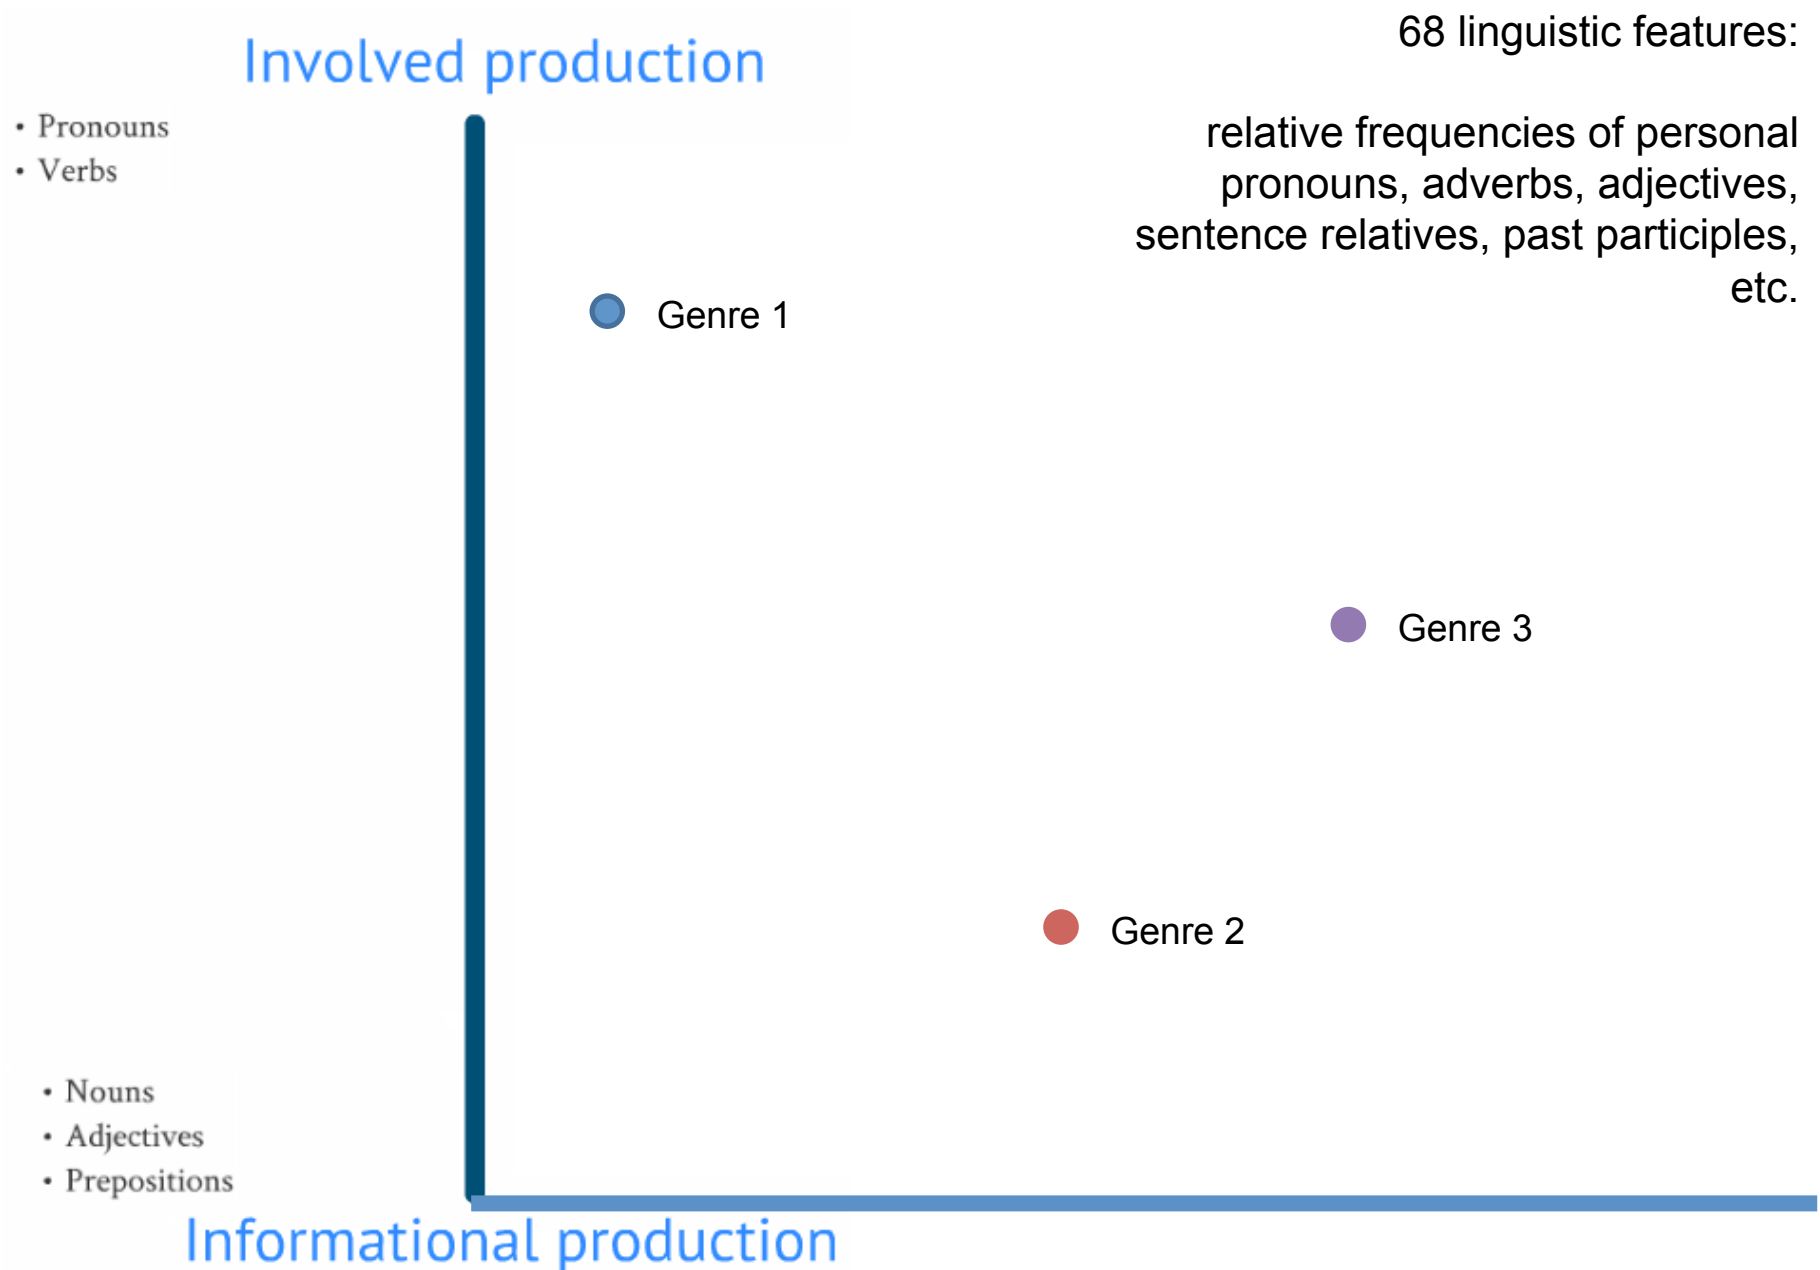 Involved production
• Pronouns
• Verbs
68 linguistic features:
relative frequencies of personal
pronouns, adverbs, adjectives,
sentence relatives, past participles,
etc.
Genre 1
Genre 3
Genre 2
• Nouns
• Adjectives
• Prepositions
Informational production